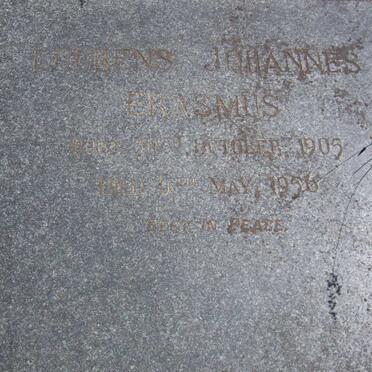 LOURENS JOHANNES
ERASMUS
BORN OCTOBER, 1905
DIED MAY, 1956
REST IN PEACE.